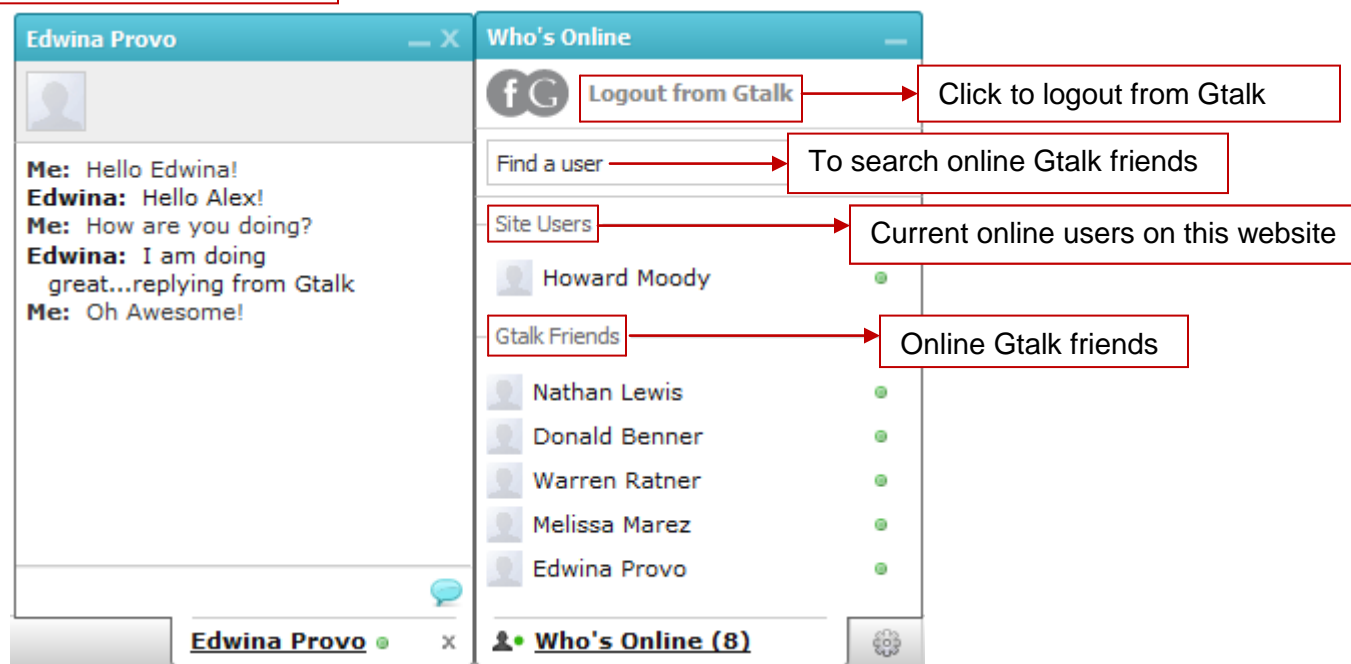 Edwina Provo
Me: Hello Edwina!
Edwina: Hello Alex!
Me: How are you doing?
Edwina: I am doing
great...replying from Gtalk
Me: Oh Awesome!
Edwina Provo
x
Who's Online
f G Logout from Gtalk
Click to logout from Gtalk
Find a user
To search online Gtalk friends
Site Users
Current online users on this website
Howard Moody
Gtalk Friends
Online Gtalk friends
Nathan Lewis
Donald Benner
Warren Ratner
Melissa Marez
Edwina Provo
Who's Online (8)